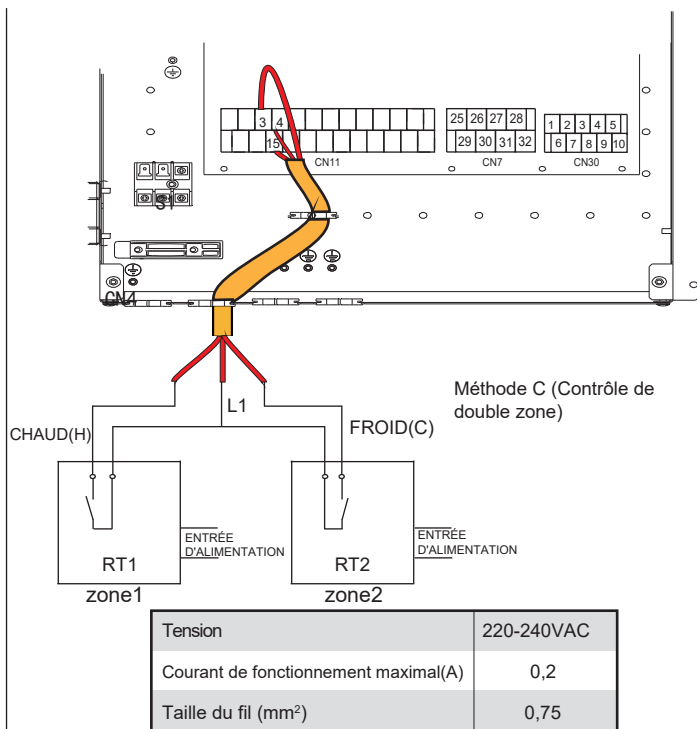 3 4
15
CN11
25 26 27 28
29 30 31 32
CN7
1 2 3 4 5
6 7 8 9 10
CN30
S1
CN4
L1
CHAUD(H)
FROID(C)
Méthode C (Contrôle de
double zone)
RT1
ENTRÉE
D'ALIMENTATION
zone1
RT2
ENTRÉE
D'ALIMENTATION
zone2
Tension 220-240VAC
Courant de fonctionnement maximal(A) 0,2
Taille du fil (mm²) 0,75